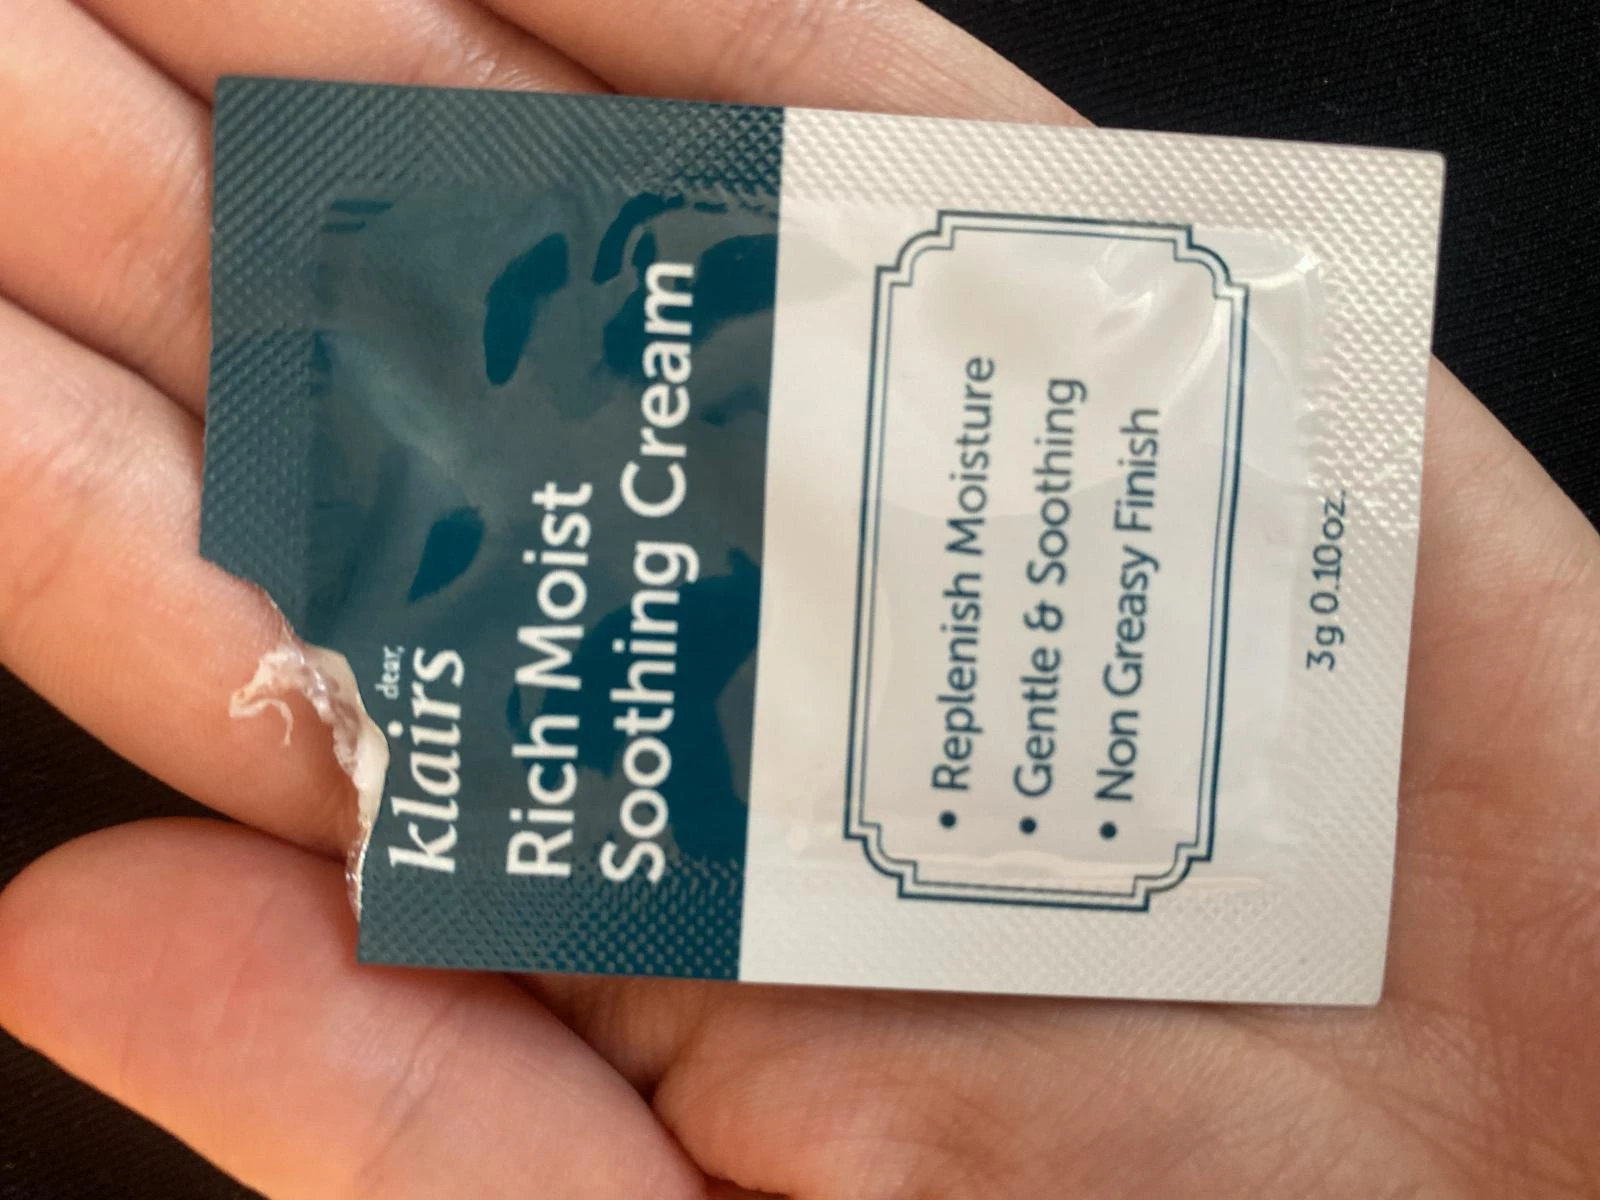 dear,
klairs
Rich Moist
Soothing Cream
• Replenish Moisture
• Gentle & Soothing
• Non Greasy Finish
3g 0.10oz.